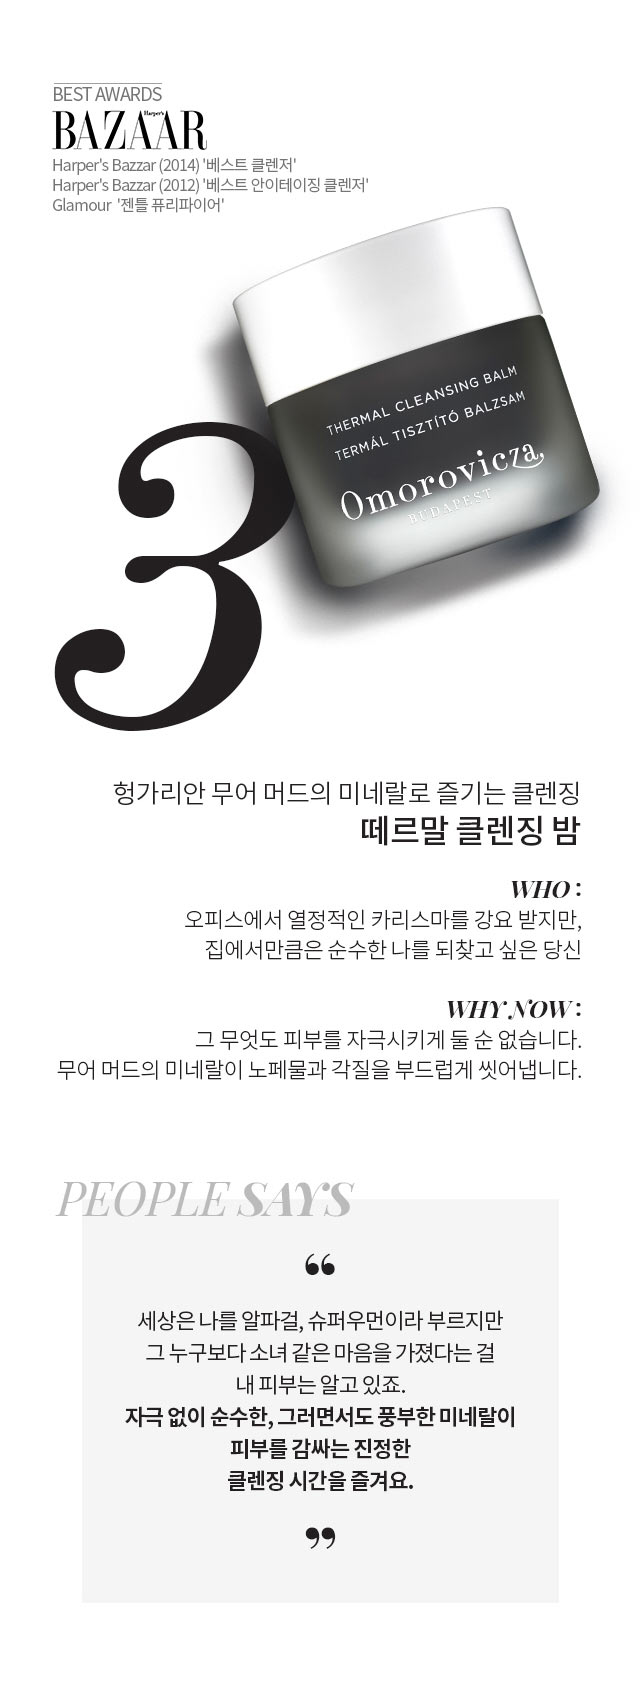 BEST AWARDS
Harper's
BAZAAR
Harper's Bazzar (2014) '베스트 클렌저'
Harper's Bazzar (2012) '베스트 안이테이징 클렌저'
Glamour '젠틀 퓨리파이어'
THERMAL CLEANSING BALM
TERMÁL TISZTÍTÓ BALZSAM
Omorovicza
BUDAPEST
3
헝가리안 무어 머드의 미네랄로 즐기는 클렌징
떼르말 클렌징 밤
WHO :
오피스에서 열정적인 카리스마를 강요 받지만,
집에서만큼은 순수한 나를 되찾고 싶은 당신
WHY NOW :
그 무엇도 피부를 자극시키게 둘 순 없습니다.
무어 머드의 미네랄이 노페물과 각질을 부드럽게 씻어냅니다.
PEOPLE SAYS
“
세상은 나를 알파걸, 슈퍼우먼이라 부르지만
그 누구보다 소녀 같은 마음을 가졌다는 걸
내 피부는 알고 있죠.
자극 없이 순수한, 그러면서도 풍부한 미네랄이
피부를 감싸는 진정한
클렌징 시간을 즐겨요.
”